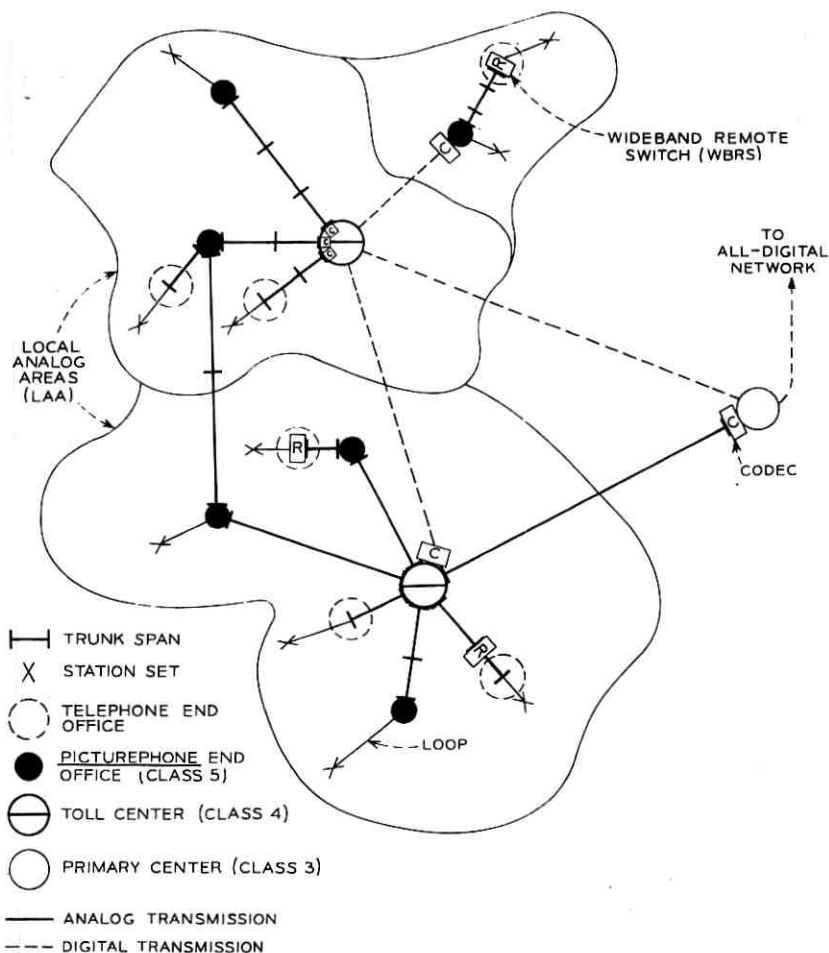 R
WIDEBAND REMOTE
SWITCH (WBRS)
C
C
C
C
TO
ALL-DIGITAL
NETWORK
LOCAL
ANALOG
AREAS
(LAA)
C
CODEC
R
C
R
LOOP
TRUNK SPAN
STATION SET
TELEPHONE END
OFFICE
PICTUREPHONE END
OFFICE (CLASS 5)
TOLL CENTER (CLASS 4)
PRIMARY CENTER (CLASS 3)
ANALOG TRANSMISSION
DIGITAL TRANSMISSION